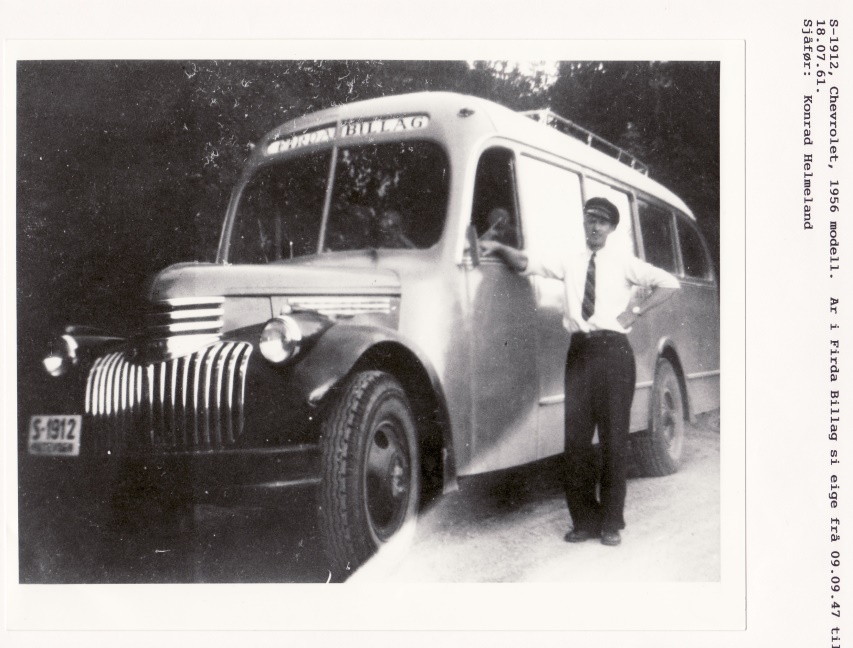 S-1912, Chevrolet, 1956 modell. Ar i Firda Billag si eige frå 09.09.47 til
18.07.61.
Sjåfør: Konrad Helmeland
FIRDA BILLAG
S-1912